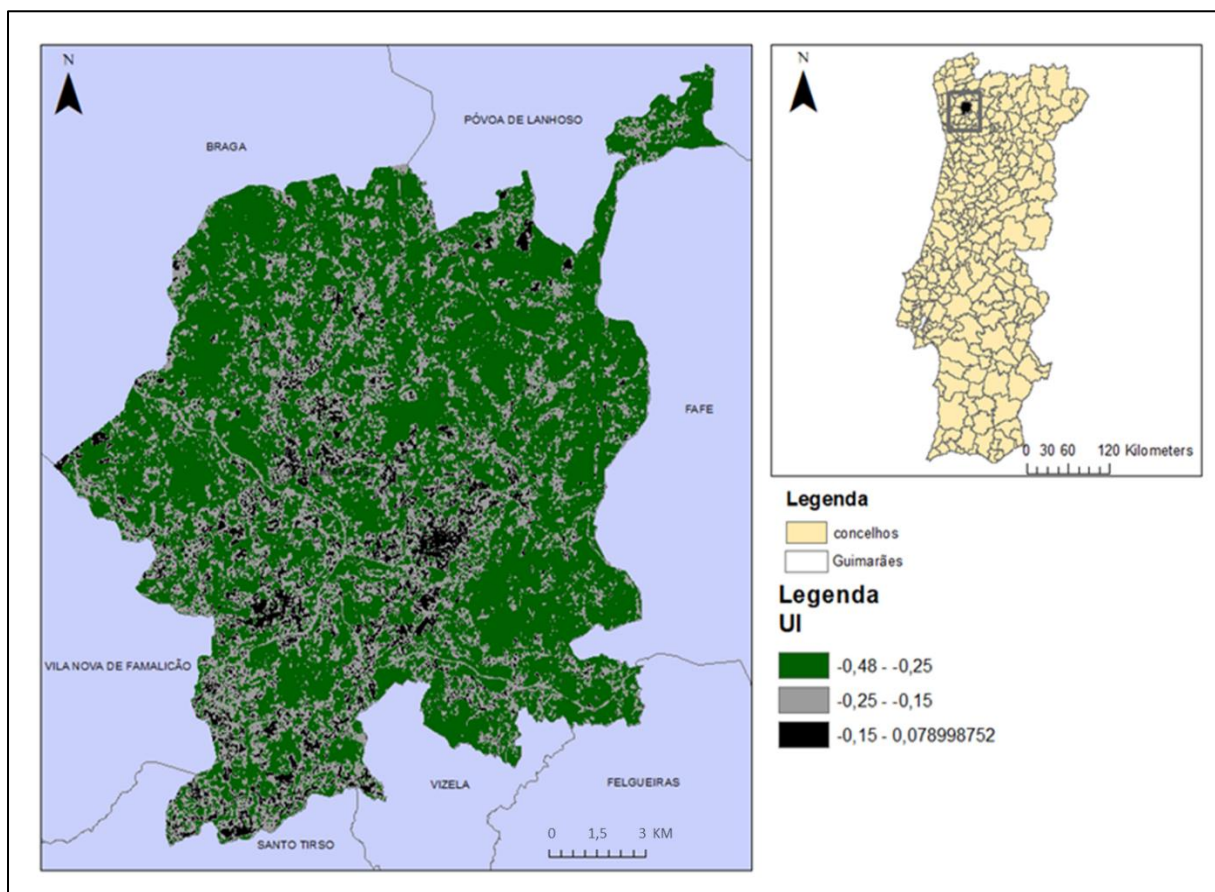 N
BRAGA
PÓVOA DE LANHOSO
FAFE
VILA NOVA DE FAMALICÃO
VIZELA
FELGUEIRAS
SANTO TIRSO
0 1,5 3 KM
N
0 30 60 120 Kilometers
Legenda
concelhos
Guimarães
Legenda
UI
-0,48 - -0,25
-0,25 - -0,15
-0,15 - 0,078998752